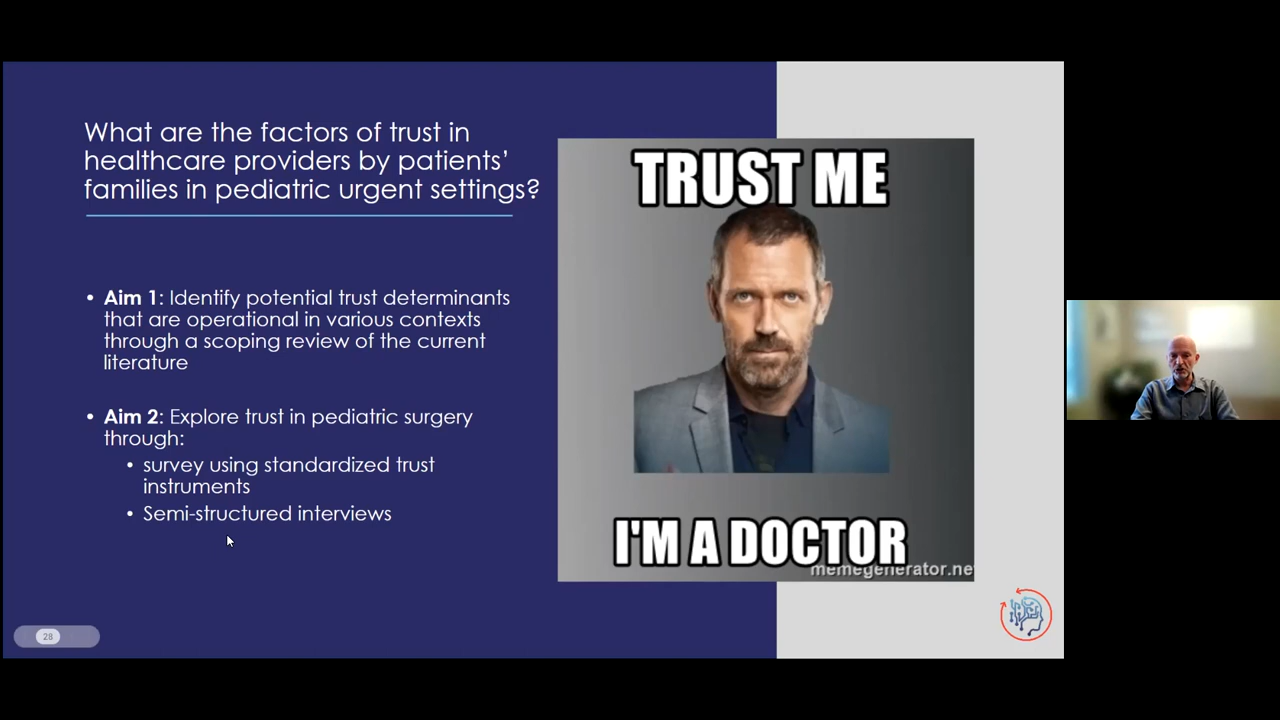 What are the factors of trust in
healthcare providers by patients’
families in pediatric urgent settings?
• Aim 1: Identify potential trust determinants
that are operational in various contexts
through a scoping review of the current
literature
• Aim 2: Explore trust in pediatric surgery
through:
• survey using standardized trust
instruments
• Semi-structured interviews
TRUST ME
I'M A DOCTOR
memegenerator.net
28